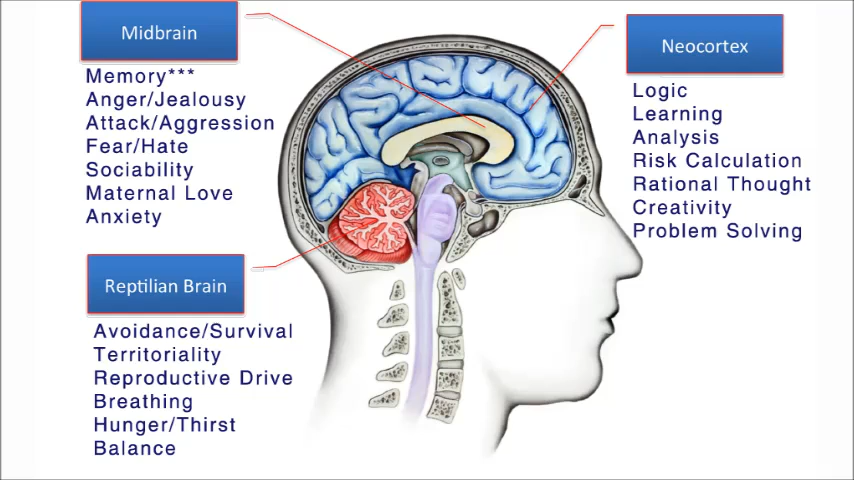 Midbrain
Memory***
Anger/Jealousy
Attack/Aggression
Fear/Hate
Sociability
Maternal Love
Anxiety
Reptilian Brain
Avoidance/Survival
Territoriality
Reproductive Drive
Breathing
Hunger/Thirst
Balance
Neocortex
Logic
Learning
Analysis
Risk Calculation
Rational Thought
Creativity
Problem Solving